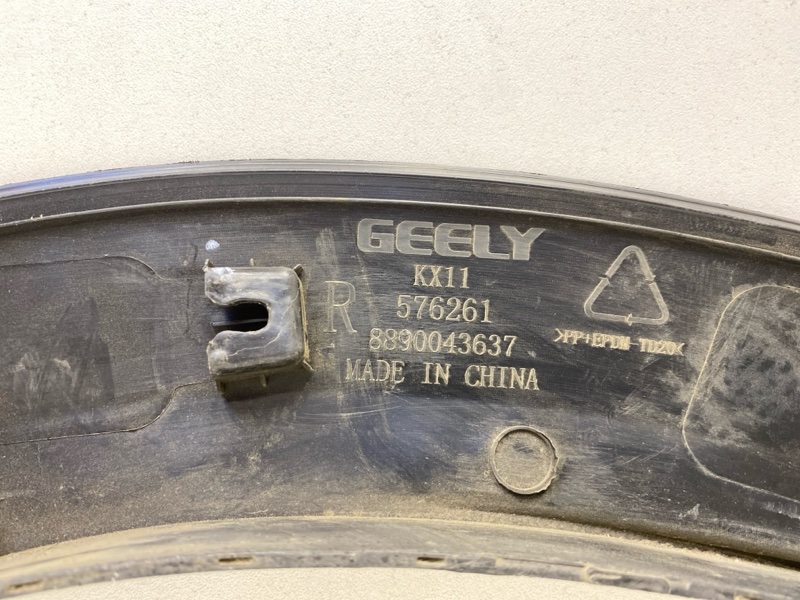 GEELY
KX11
R
576261
8890043637
MADE IN CHINA
>PP+EPDM-TD20<